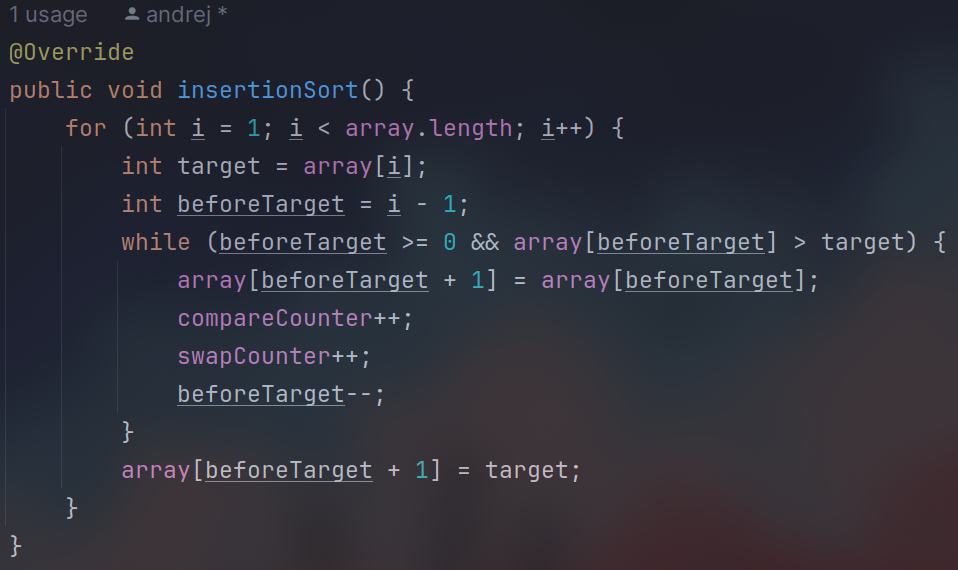 1 usage andrej *
@Override
public void insertionSort() {
    for (int i = 1; i < array.length; i++) {
        int target = array[i];
        int beforeTarget = i - 1;
        while (beforeTarget >= 0 && array[beforeTarget] > target) {
            array[beforeTarget + 1] = array[beforeTarget];
            compareCounter++;
            swapCounter++;
            beforeTarget--;
        }
        array[beforeTarget + 1] = target;
    }
}